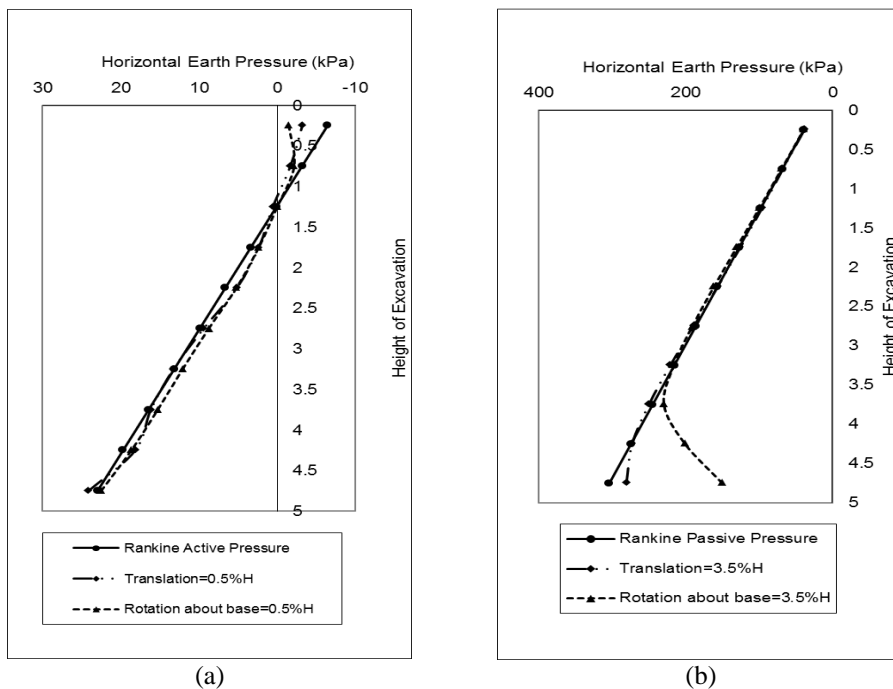 Horizontal Earth Pressure (kPa)
30 20 10 0 -10
0
0.5
1
1.5
2
2.5
3
3.5
4
4.5
5
Height of Excavation
Rankine Active Pressure
Translation=0.5%H
Rotation about base=0.5%H
(a)
Horizontal Earth Pressure (kPa)
400 200 0
0
0.5
1
1.5
2
2.5
3
3.5
4
4.5
5
Height of Excavation
Rankine Passive Pressure
Translation=3.5%H
Rotation about base=3.5%H
(b)